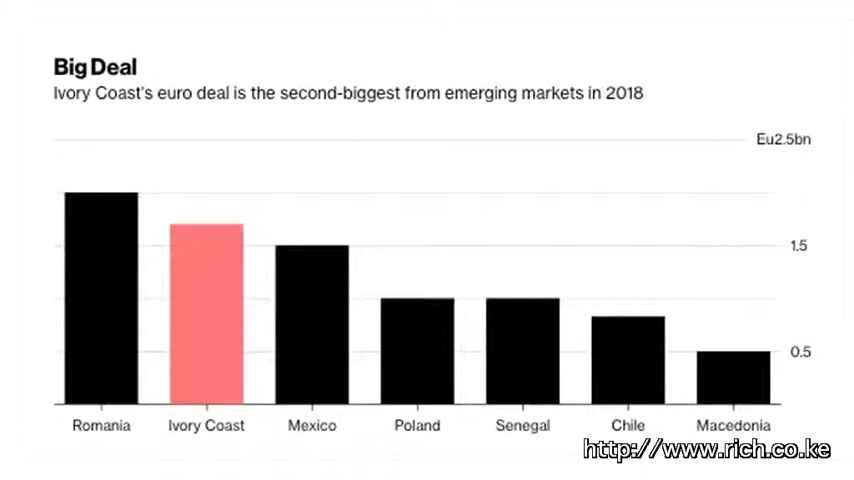 Big Deal
Ivory Coast's euro deal is the second-biggest from emerging markets in 2018
Eu2.5bn
1.5
0.5
Romania Ivory Coast Mexico Poland Senegal Chile Macedonia
http://www.rich.co.ke